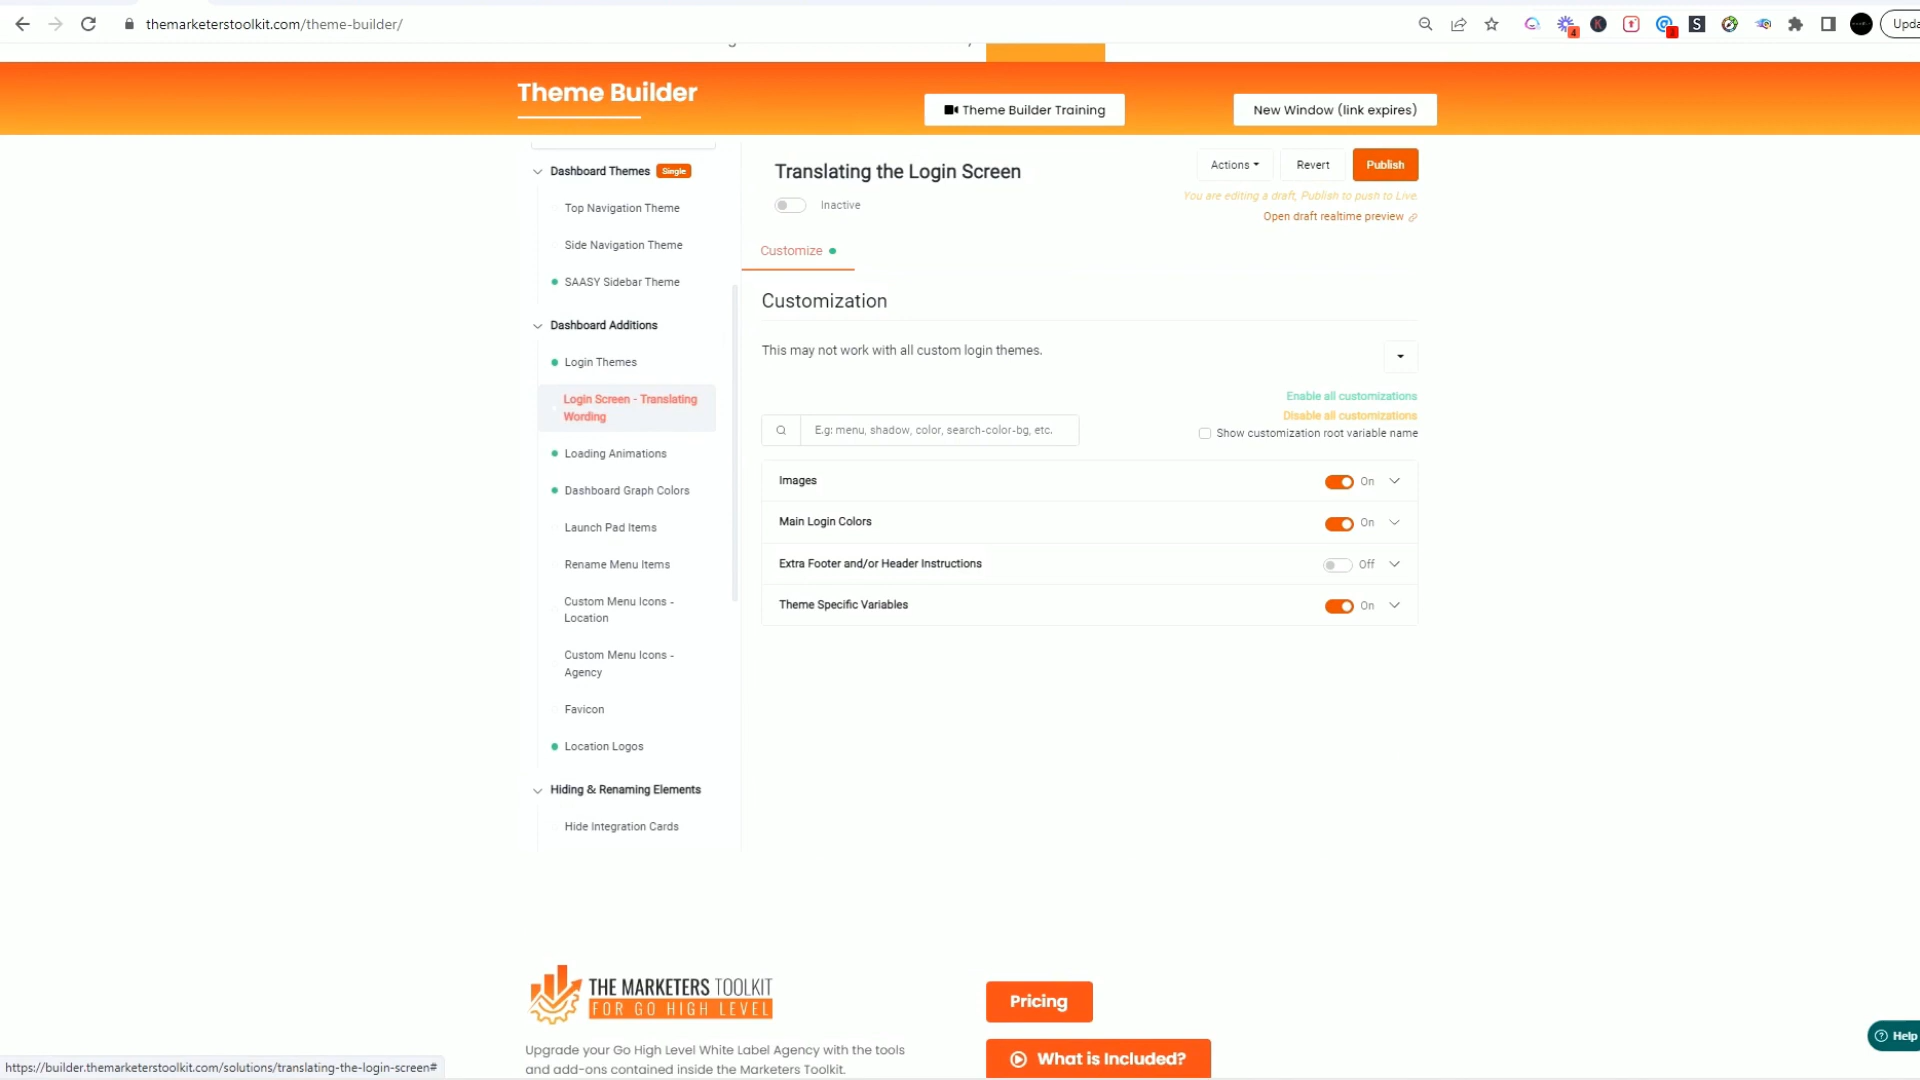 themarketerstoolkit.com/theme-builder/
4
3
K
S
Upda
Theme Builder
Theme Builder Training
New Window (link expires)
Dashboard Themes Single
Top Navigation Theme
Side Navigation Theme
SAASY Sidebar Theme
Dashboard Additions
Login Themes
Login Screen - Translating
Wording
Loading Animations
Dashboard Graph Colors
Launch Pad Items
Rename Menu Items
Custom Menu Icons -
Location
Custom Menu Icons -
Agency
Favicon
Location Logos
Hiding & Renaming Elements
Hide Integration Cards
Translating the Login Screen
Inactive
Actions
Revert
Publish
You are editing a draft, Publish to push to Live.
Open draft realtime preview
Customize
Customization
This may not work with all custom login themes.
Enable all customizations
Disable all customizations
Show customization root variable name
E.g: menu, shadow, color, search-color-bg, etc.
Images On
Main Login Colors On
Extra Footer and/or Header Instructions Off
Theme Specific Variables On
THE MARKETERS TOOLKIT
FOR GO HIGH LEVEL
Upgrade your Go High Level White Label Agency with the tools
and add-ons contained inside the Marketers Toolkit.
Pricing
What is Included?
Help
https://builder.themarketerstoolkit.com/solutions/translating-the-login-screen#